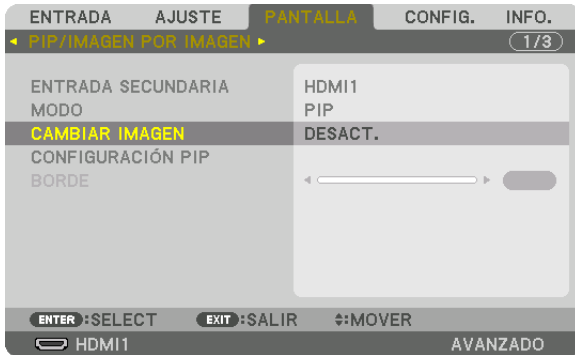 ENTRADA AJUSTE PANTALLA CONFIG. INFO.
PIP/IMAGEN POR IMAGEN 1/3
ENTRADA SECUNDARIA HDMI1
MODO PIP
CAMBIAR IMAGEN DESACT.
CONFIGURACIÓN PIP
BORDE
ENTER :SELECT EXIT :SALIR :MOVER
HDMI1 AVANZADO